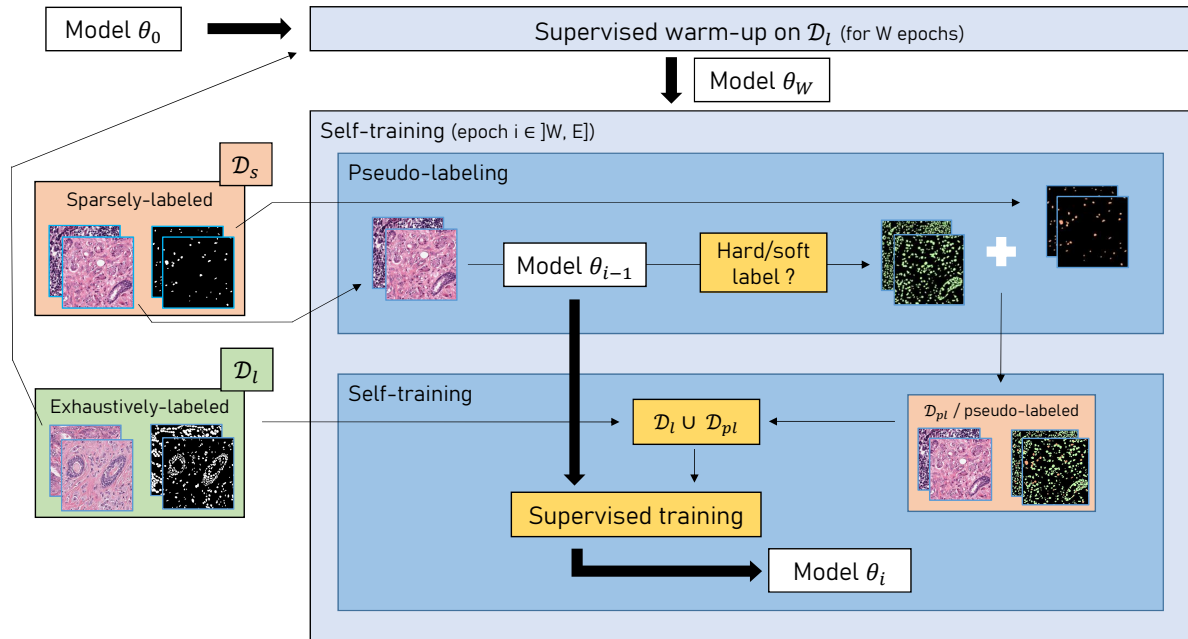 Model θ₀
Supervised warm-up on 𝒟ₗ (for W epochs)
Model θ_W
Self-training (epoch i ∈ ]W, E])
𝒟ₛ
Sparsely-labeled
Pseudo-labeling
Model θᵢ₋₁
Hard/soft
label ?
𝒟ₗ
Exhaustively-labeled
Self-training
𝒟ₗ ∪ 𝒟ₚₗ
𝒟ₚₗ / pseudo-labeled
Supervised training
Model θᵢ